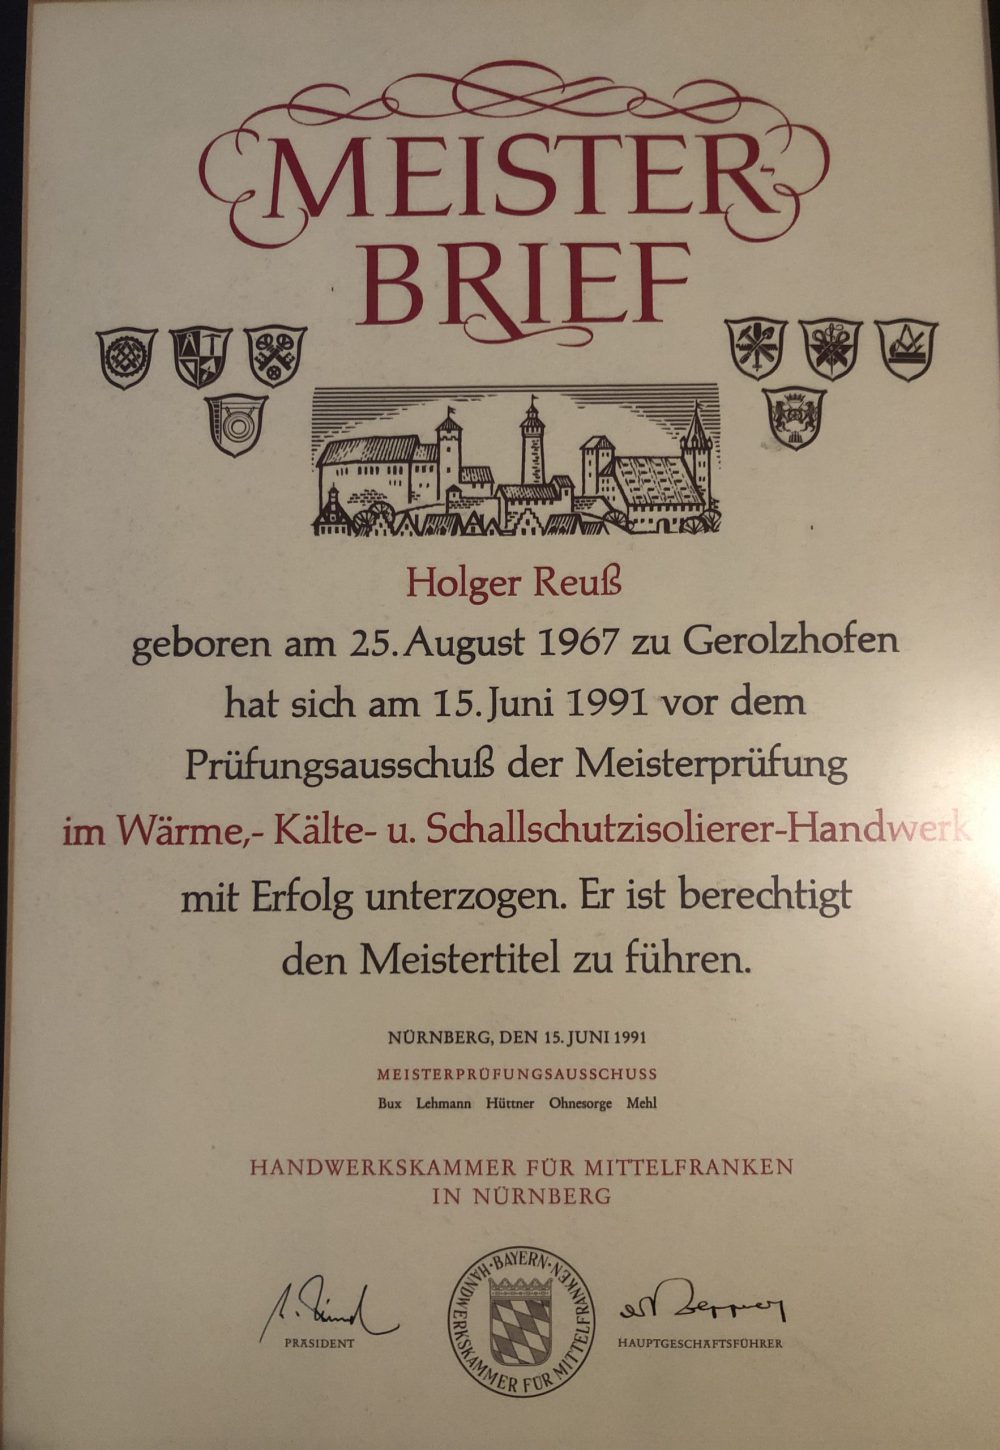 MEISTER-
BRIEF
Holger Reuß
geboren am 25. August 1967 zu Gerolzhofen
hat sich am 15. Juni 1991 vor dem
Prüfungsausschuß der Meisterprüfung
im Wärme,- Kälte- u. Schallschutzisolierer-Handwerk
mit Erfolg unterzogen. Er ist berechtigt
den Meistertitel zu führen.
NÜRNBERG, DEN 15. JUNI 1991
MEISTERPRÜFUNGSAUSSCHUSS
Bux Lehmann Hüttner Ohnesorge Mehl
HANDWERKSKAMMER FÜR MITTELFRANKEN
IN NÜRNBERG
·BAYERN·
HANDWERKSKAMMER FÜR MITTELFRANKEN
PRÄSIDENT
HAUPTGESCHÄFTSFÜHRER